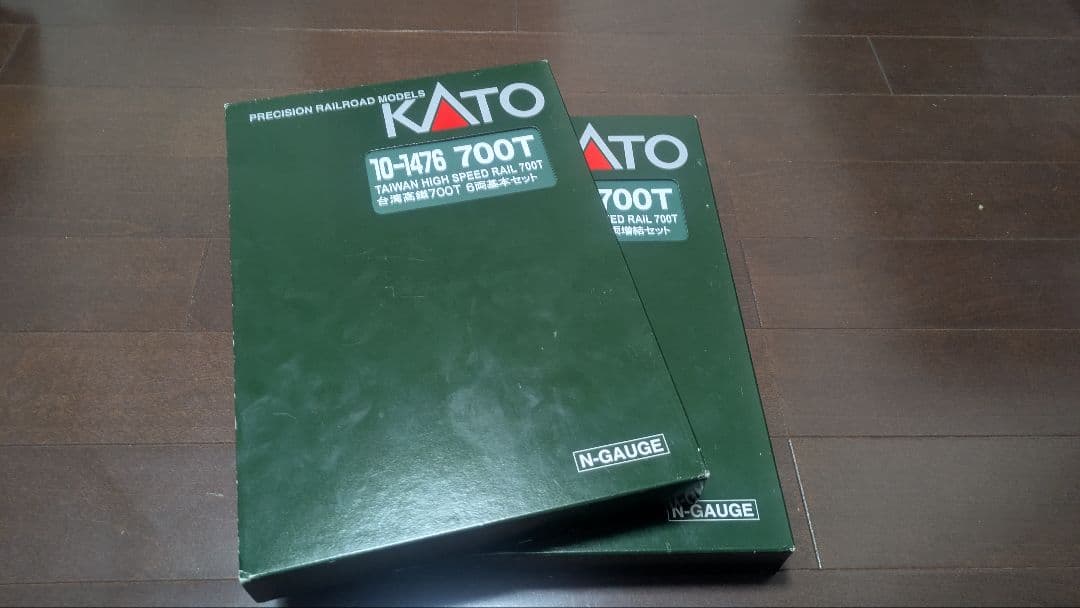 PRECISION RAILROAD MODELS
KATO
10-1476 700T
TAIWAN HIGH SPEED RAIL 700T
台湾高鐵700T 6両基本セット
N-GAUGE
ATO
700T
ED RAIL 700T
両増結セット
N-GAUGE